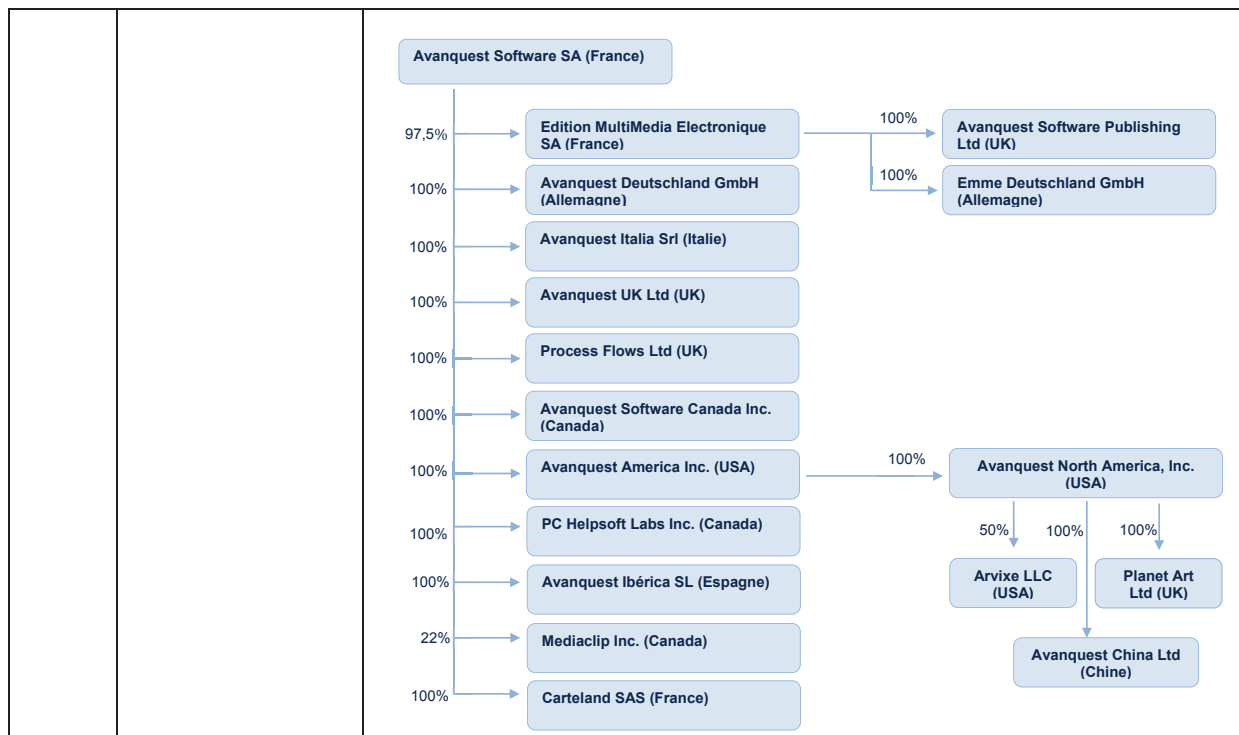 Avanquest Software SA (France)
97,5%
Edition MultiMedia Electronique
SA (France)
100%
Avanquest Software Publishing
Ltd (UK)
100%
Avanquest Deutschland GmbH
(Allemagne)
100%
Emme Deutschland GmbH
(Allemagne)
100%
Avanquest Italia Srl (Italie)
100%
Avanquest UK Ltd (UK)
100%
Process Flows Ltd (UK)
100%
Avanquest Software Canada Inc.
(Canada)
100%
Avanquest America Inc. (USA)
100%
Avanquest North America, Inc.
(USA)
100%
PC Helpsoft Labs Inc. (Canada)
50%
100%
100%
100%
Avanquest Ibérica SL (Espagne)
Arvixe LLC
(USA)
Planet Art
Ltd (UK)
22%
Mediaclip Inc. (Canada)
Avanquest China Ltd
(Chine)
100%
Carteland SAS (France)